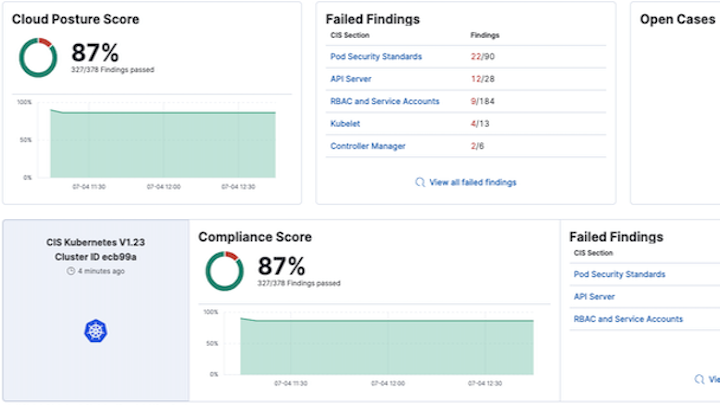 Cloud Posture Score
87%
327/378 Findings passed
100%
50%
0%
07-04 11:30 07-04 12:00 07-04 12:30
Failed Findings
CIS Section Findings
Pod Security Standards 22/90
API Server 12/28
RBAC and Service Accounts 9/184
Kubelet 4/13
Controller Manager 2/6
View all failed findings
Open Cases
CIS Kubernetes V1.23
Cluster ID ecb99a
4 minutes ago
Compliance Score
87%
327/378 Findings passed
100%
50%
0%
07-04 11:30 07-04 12:00 07-04 12:30
Failed Findings
CIS Section
Pod Security Standards
API Server
RBAC and Service Accounts